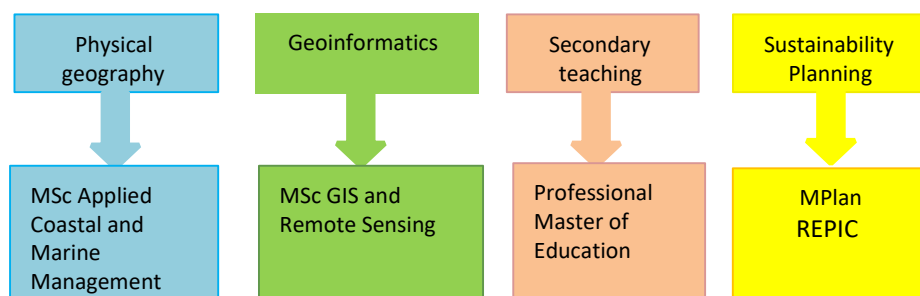 Physical
geography
Geoinformatics
Secondary
teaching
Sustainability
Planning
MSc Applied
Coastal and
Marine
Management
MSc GIS and
Remote Sensing
Professional
Master of
Education
MPlan
REPIC